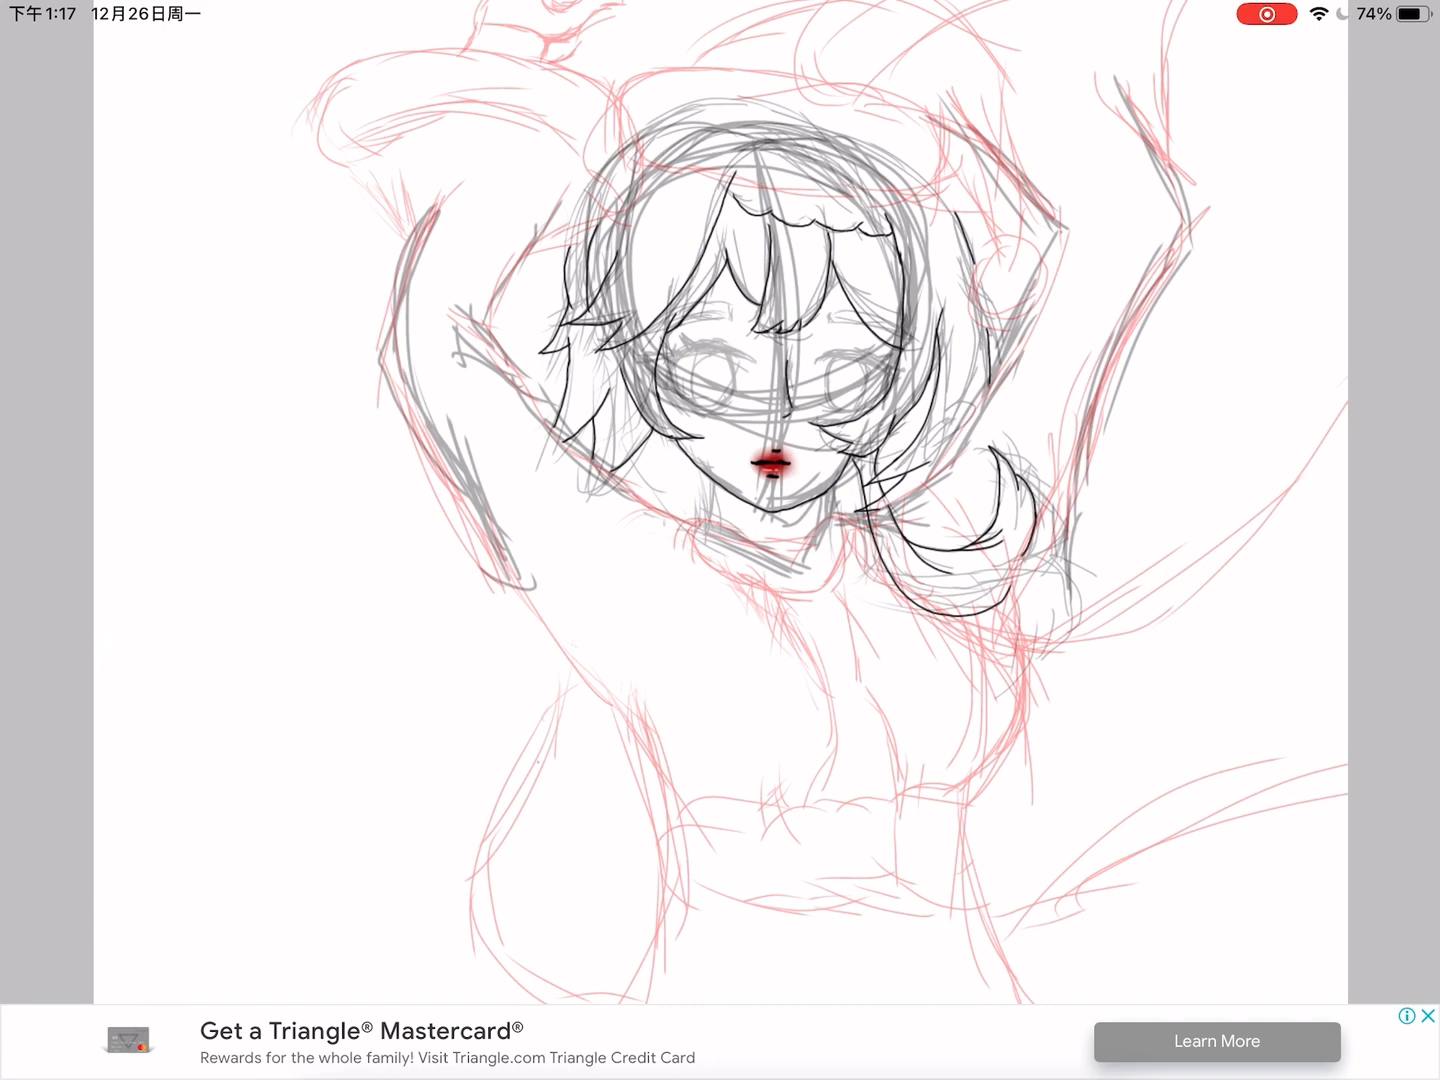 下午1:17 12月26日周一 74%
Get a Triangle® Mastercard®
Rewards for the whole family! Visit Triangle.com Triangle Credit Card
Learn More